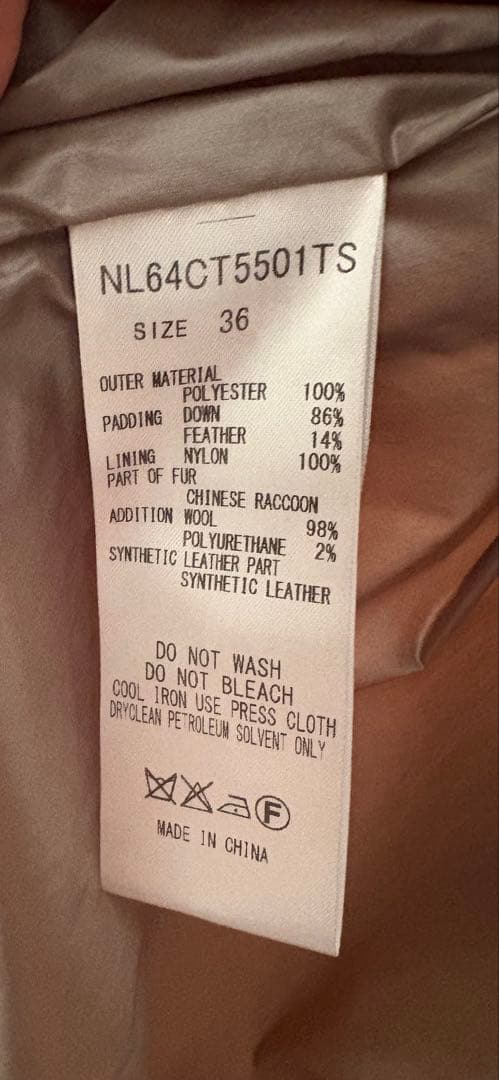 NL64CT5501TS
SIZE 36
OUTER MATERIAL
POLYESTER 100%
PADDING DOWN 86%
FEATHER 14%
LINING NYLON 100%
PART OF FUR
CHINESE RACCOON
ADDITION WOOL 98%
POLYURETHANE 2%
SYNTHETIC LEATHER PART
SYNTHETIC LEATHER
DO NOT WASH
DO NOT BLEACH
COOL IRON USE PRESS CLOTH
DRYCLEAN PETROLEUM SOLVENT ONLY
F
MADE IN CHINA